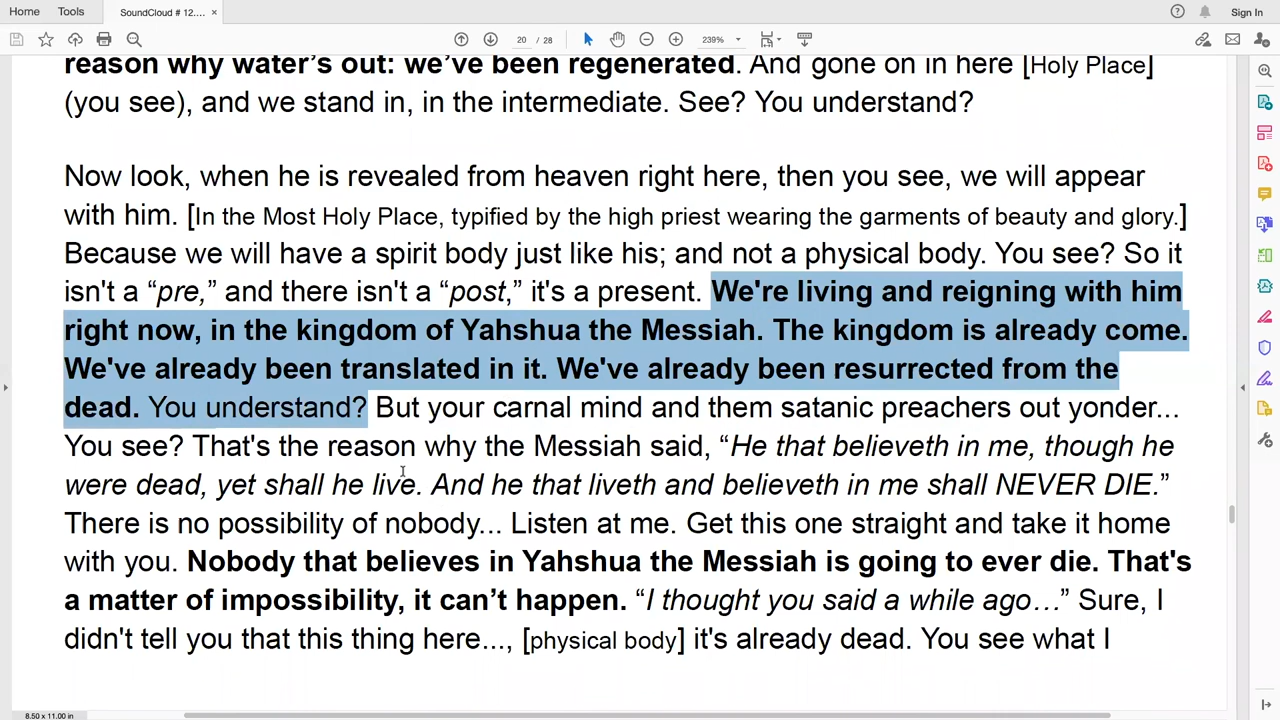 Home Tools SoundCloud # 12.... × Sign In
20 / 28 239%
reason why water's out: we've been regenerated. And gone on in here [Holy Place]
(you see), and we stand in, in the intermediate. See? You understand?
Now look, when he is revealed from heaven right here, then you see, we will appear
with him. [In the Most Holy Place, typified by the high priest wearing the garments of beauty and glory.]
Because we will have a spirit body just like his; and not a physical body. You see? So it
isn't a “pre,” and there isn't a “post,” it's a present. We're living and reigning with him
right now, in the kingdom of Yahshua the Messiah. The kingdom is already come.
We've already been translated in it. We've already been resurrected from the
dead. You understand? But your carnal mind and them satanic preachers out yonder...
You see? That's the reason why the Messiah said, “He that believeth in me, though he
were dead, yet shall he live. And he that liveth and believeth in me shall NEVER DIE.”
There is no possibility of nobody... Listen at me. Get this one straight and take it home
with you. Nobody that believes in Yahshua the Messiah is going to ever die. That's
a matter of impossibility, it can’t happen. “I thought you said a while ago…” Sure, I
didn't tell you that this thing here..., [physical body] it's already dead. You see what I
8.50 x 11.00 in